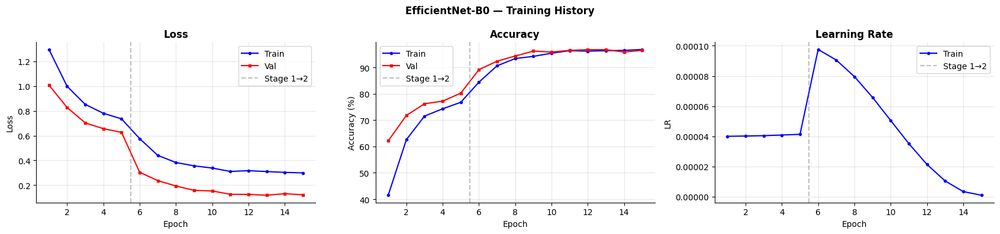 EfficientNet-B0 — Training History
Loss
Train
Val
Stage 1→2
1.2
1.0
0.8
0.6
0.4
0.2
Loss
2 4 6 8 10 12 14
Epoch
Accuracy
Train
Val
Stage 1→2
90
80
70
60
50
40
Accuracy (%)
2 4 6 8 10 12 14
Epoch
Learning Rate
Train
Stage 1→2
0.00010
0.00008
0.00006
0.00004
0.00002
0.00000
LR
2 4 6 8 10 12 14
Epoch